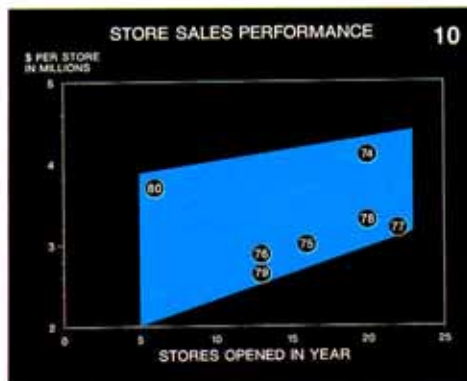 STORE SALES PERFORMANCE 10
$ PER STORE
IN MILLIONS
5
4
3
2
80
74
78
77
76
75
79
0 5 10 15 20 25
STORES OPENED IN YEAR